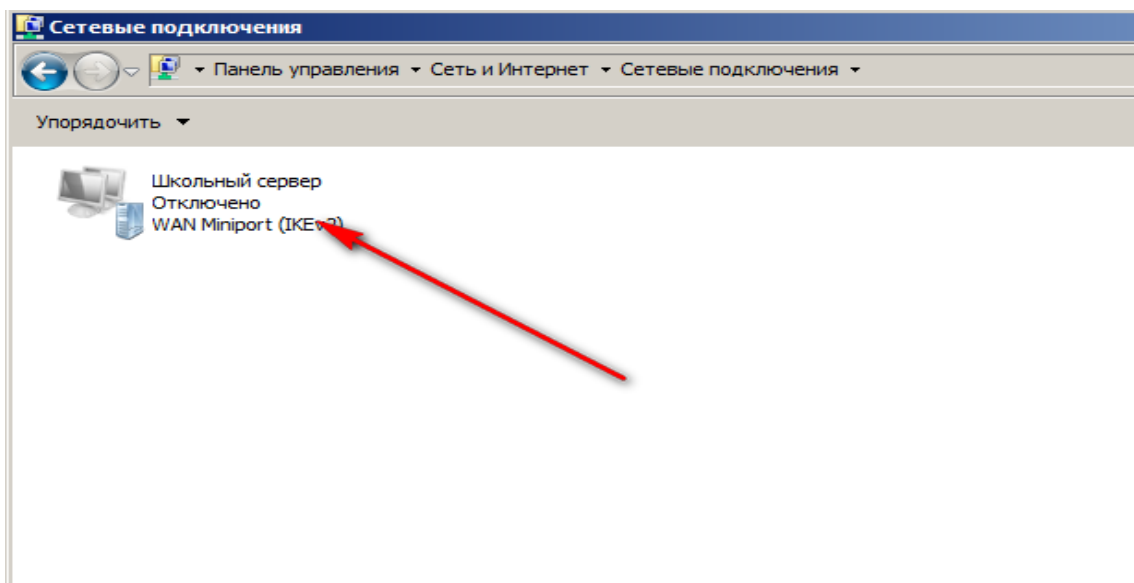 Сетевые подключения
Панель управления Сеть и Интернет Сетевые подключения
Упорядочить
Школьный сервер
Отключено
WAN Miniport (IKEv2)